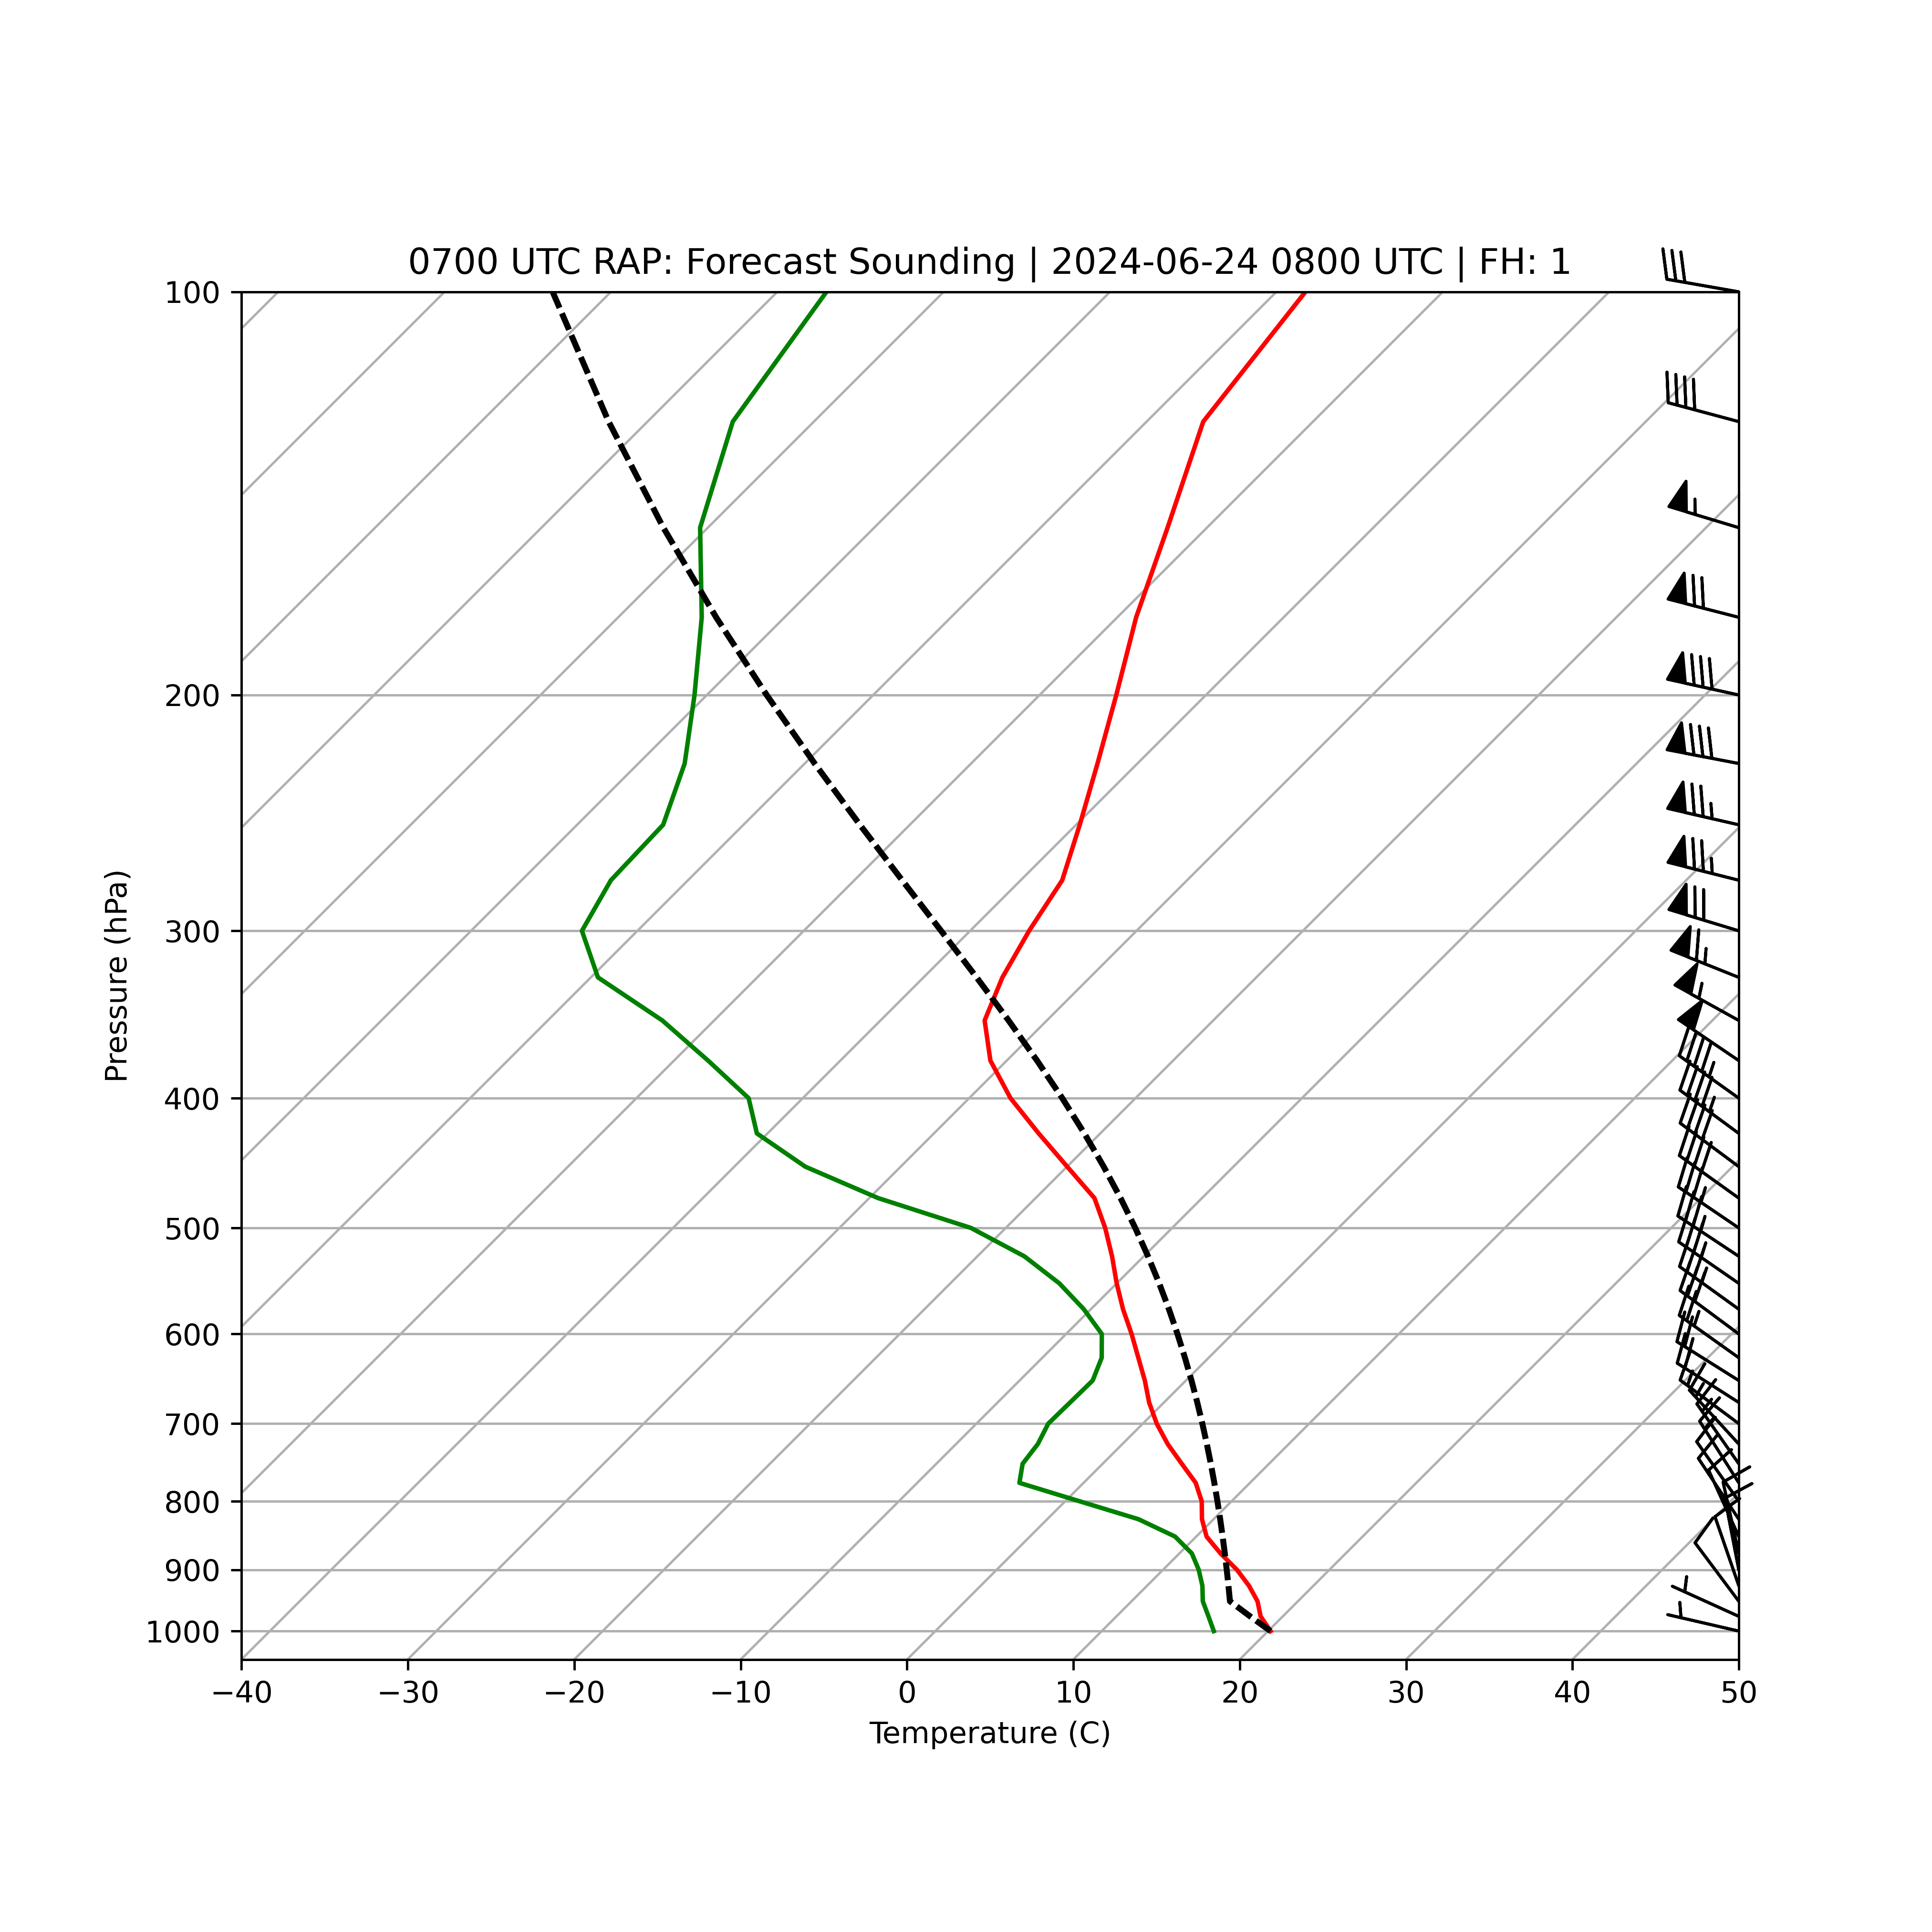 0700 UTC RAP: Forecast Sounding | 2024-06-24 0800 UTC | FH: 1
100
200
300
400
500
600
700
800
900
1000
Pressure (hPa)
−40 −30 −20 −10 0 10 20 30 40 50
Temperature (C)